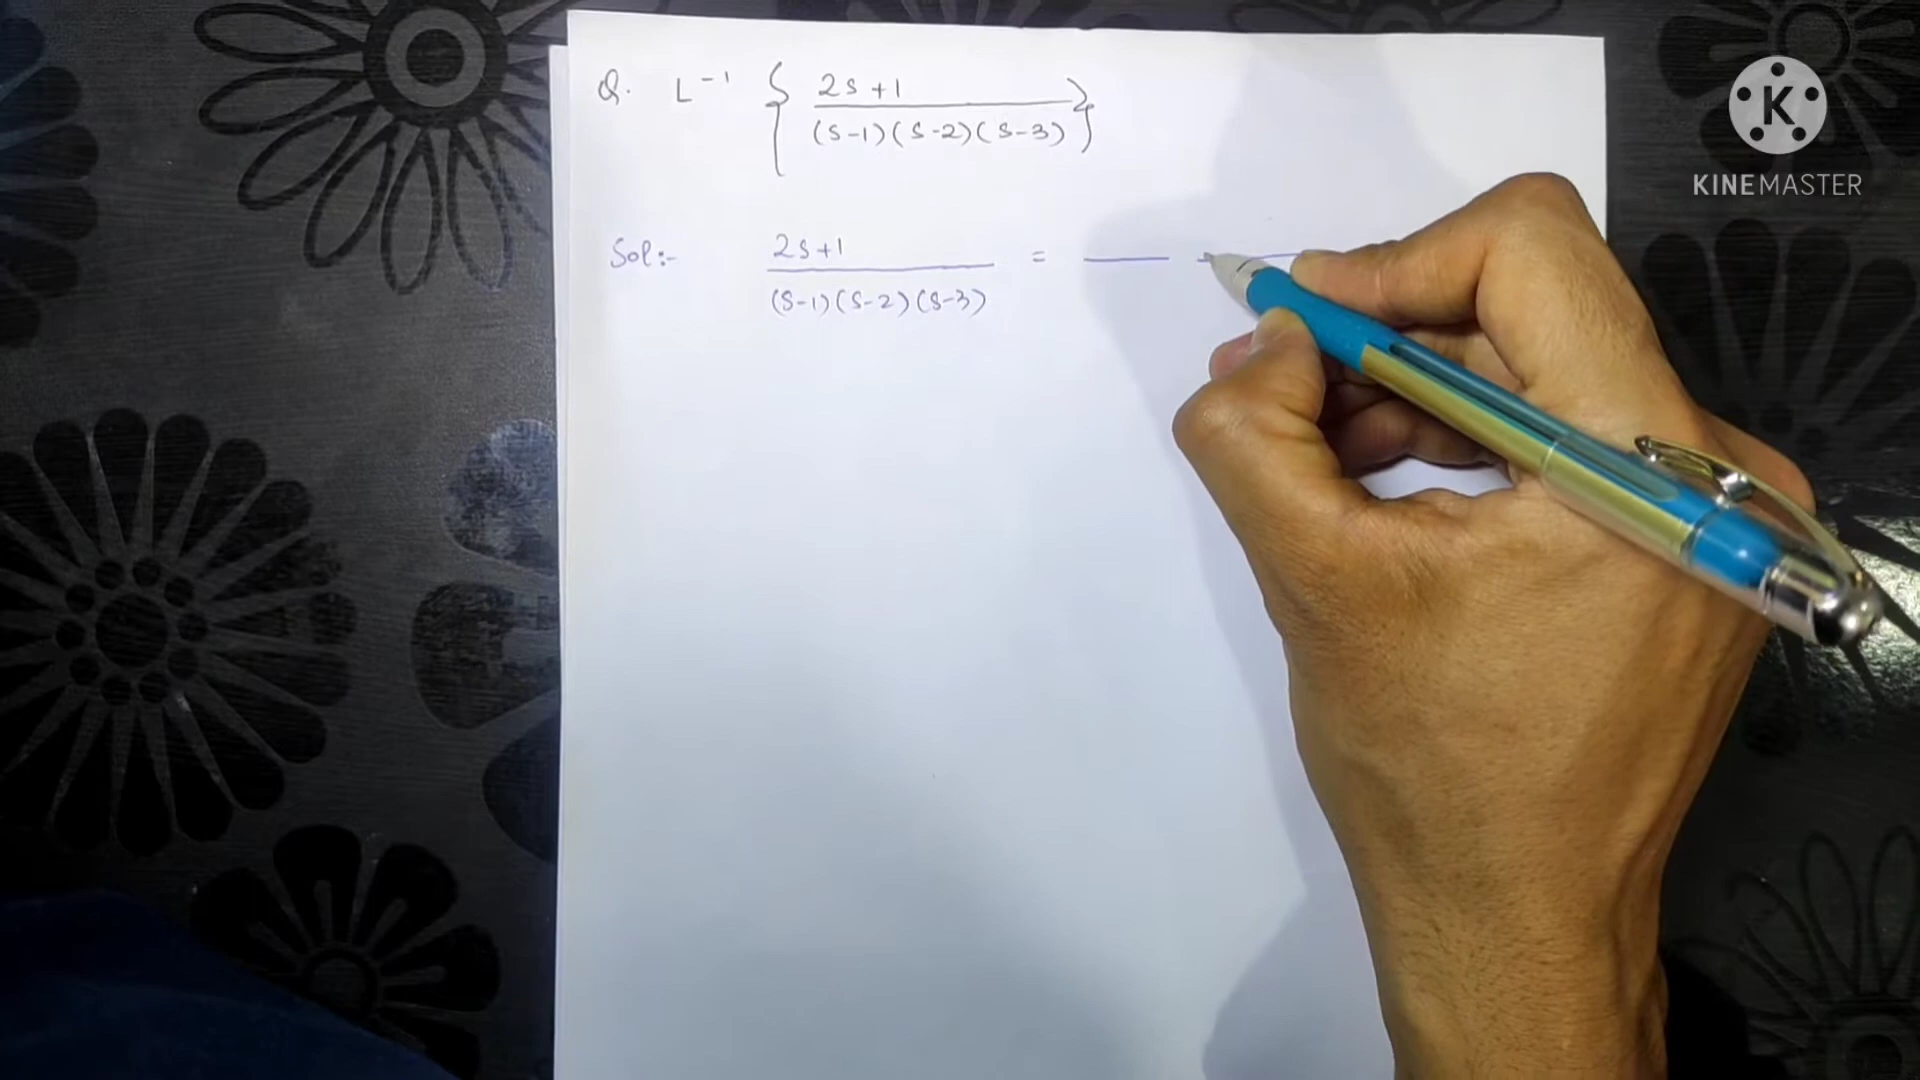 Q. L⁻¹ { 2s+1
(s-1)(s-2)(s-3) }
K
KINEMASTER
Sol:- 2s+1 =
(s-1)(s-2)(s-3)